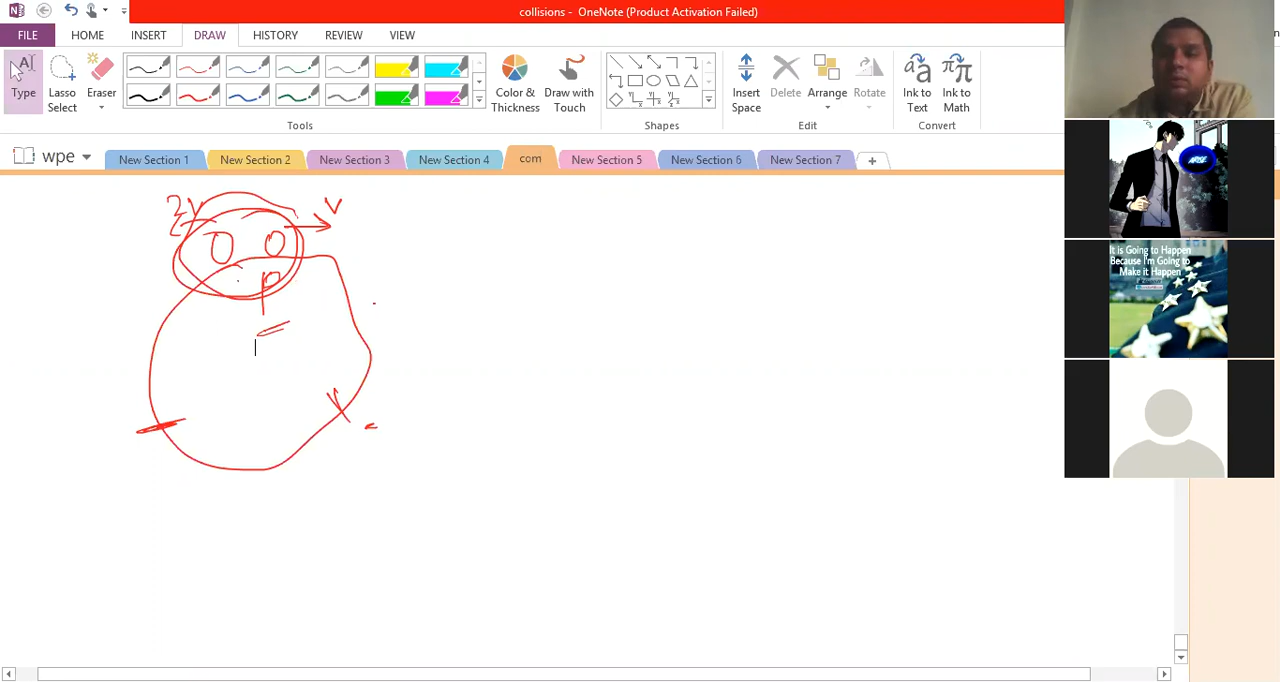 collisions - OneNote (Product Activation Failed)
FILE HOME INSERT DRAW HISTORY REVIEW VIEW
Type Lasso Select Eraser Color & Thickness Draw with Touch Insert Space Delete Arrange Rotate Ink to Text Ink to Math
Tools Shapes Edit Convert
wpe New Section 1 New Section 2 New Section 3 New Section 4 com New Section 5 New Section 6 New Section 7
2V V
It is Going to Happen
Because I'm Going to
Make it Happen